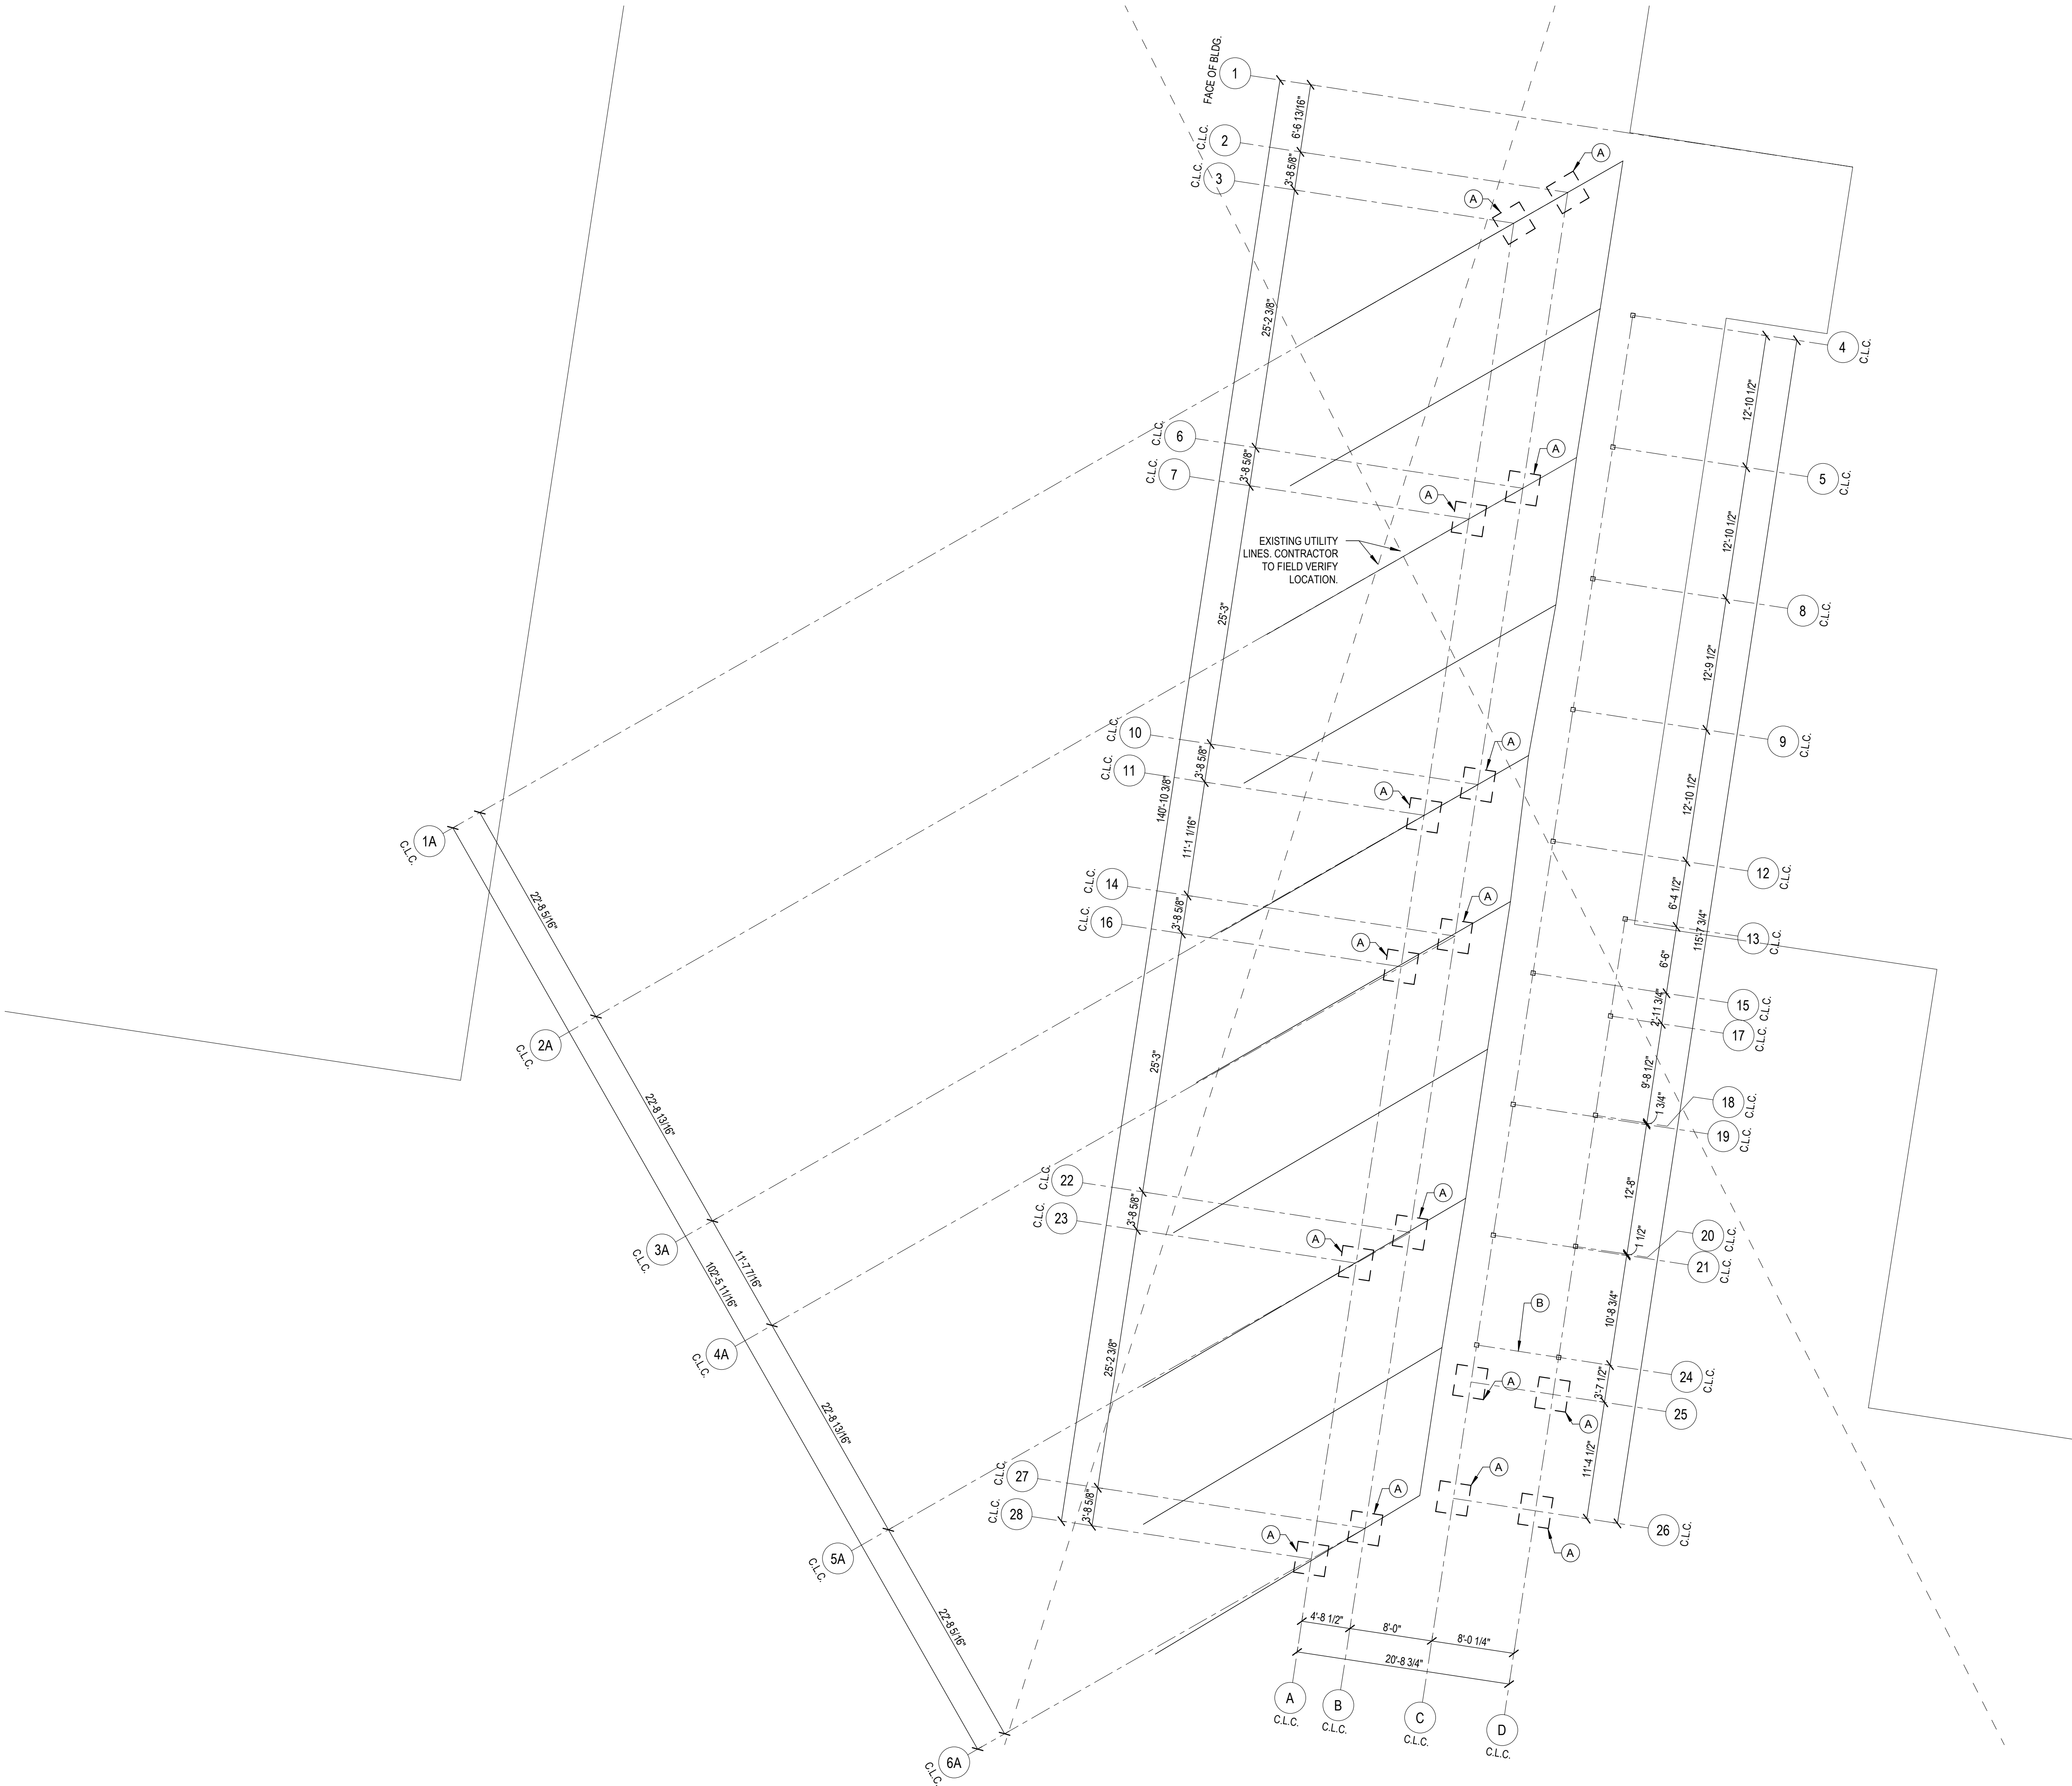 FACE OF BLDG.
1
C.L.C.
2
C.L.C.
3
6'-6 13/16"
3'-8 5/8"
A
A
25'-2 3/8"
4
C.L.C.
12'-10 1/2"
C.L.C.
6
C.L.C.
7
3'-8 5/8"
A
A
5
C.L.C.
12'-10 1/2"
EXISTING UTILITY
LINES. CONTRACTOR
TO FIELD VERIFY
LOCATION.
25'-3"
8
C.L.C.
12'-9 1/2"
C.L.C.
10
C.L.C.
11
3'-8 5/8"
140'-10 3/8"
A
A
9
C.L.C.
12'-10 1/2"
11'-1 1/16"
1A
C.L.C.
12
C.L.C.
C.L.C.
14
C.L.C.
16
3'-8 5/8"
A
A
6'-4 1/2"
115'-7 3/4"
13
C.L.C.
6'-6"
22'-8 5/16"
15
C.L.C.
2'-11 3/4"
17
C.L.C.
2A
C.L.C.
25'-3"
9'-8 1/2"
1 3/4"
18
C.L.C.
19
C.L.C.
22'-8 13/16"
C.L.C.
22
C.L.C.
23
3'-8 5/8"
A
A
12'-8"
1 1/2"
20
C.L.C.
21
C.L.C.
3A
C.L.C.
11'-7 7/16"
102'-5 11/16"
10'-8 3/4"
B
4A
C.L.C.
25'-2 3/8"
24
C.L.C.
3'-7 1/2"
A
A
25
22'-8 13/16"
11'-4 1/2"
C.L.C.
27
C.L.C.
28
3'-8 5/8"
A
A
A
A
26
C.L.C.
5A
C.L.C.
22'-8 5/16"
4'-8 1/2"
8'-0"
8'-0 1/4"
20'-8 3/4"
A
C.L.C.
B
C.L.C.
C
C.L.C.
D
C.L.C.
6A
C.L.C.